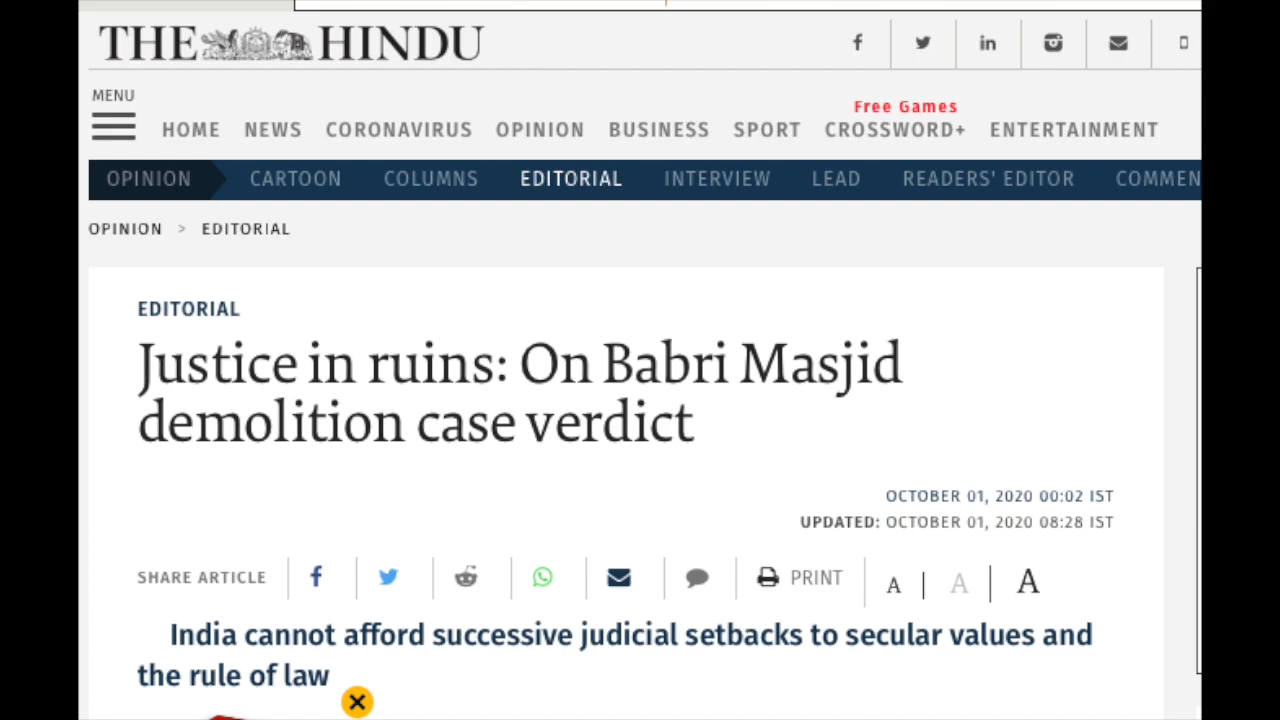 THE HINDU
MENU
Free Games
HOME NEWS CORONAVIRUS OPINION BUSINESS SPORT CROSSWORD+ ENTERTAINMENT
OPINION CARTOON COLUMNS EDITORIAL INTERVIEW LEAD READERS' EDITOR COMMEN
OPINION > EDITORIAL
EDITORIAL
Justice in ruins: On Babri Masjid
demolition case verdict
OCTOBER 01, 2020 00:02 IST
UPDATED: OCTOBER 01, 2020 08:28 IST
SHARE ARTICLE PRINT A A A
India cannot afford successive judicial setbacks to secular values and
the rule of law